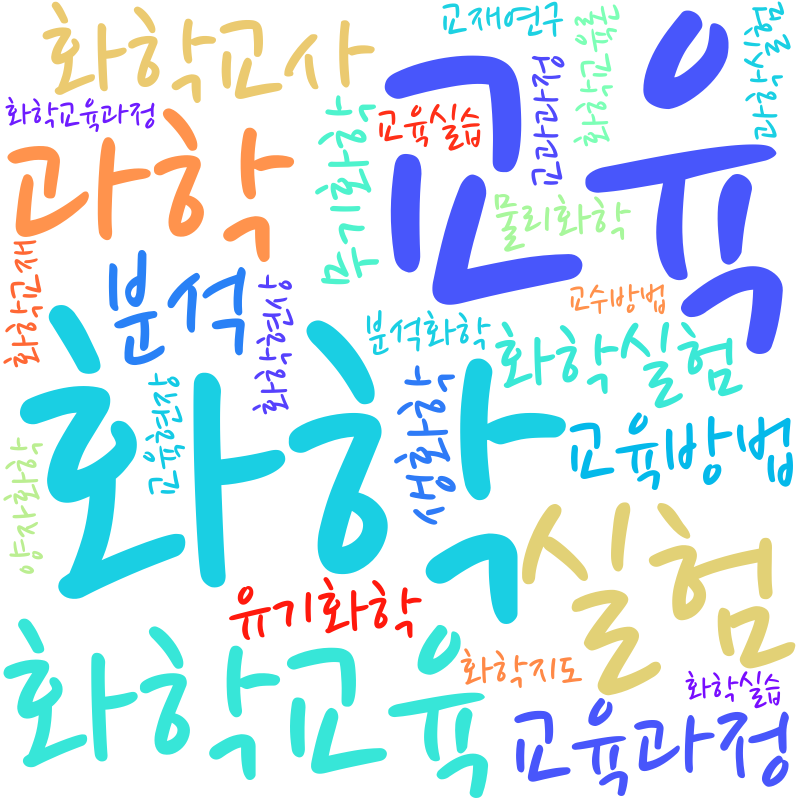 화학교사
교재연구
화학교육론
과학실험
교육
화학교육과정
교육실습
교과과정
과학
무기화학
물리화학
화학교재
분석
화학현상
교수방법
분석화학
화학실험
화학
교육현장
생화학
교육방법
양자화학
실험
유기화학
화학교육
화학지도
화학실습
교육과정